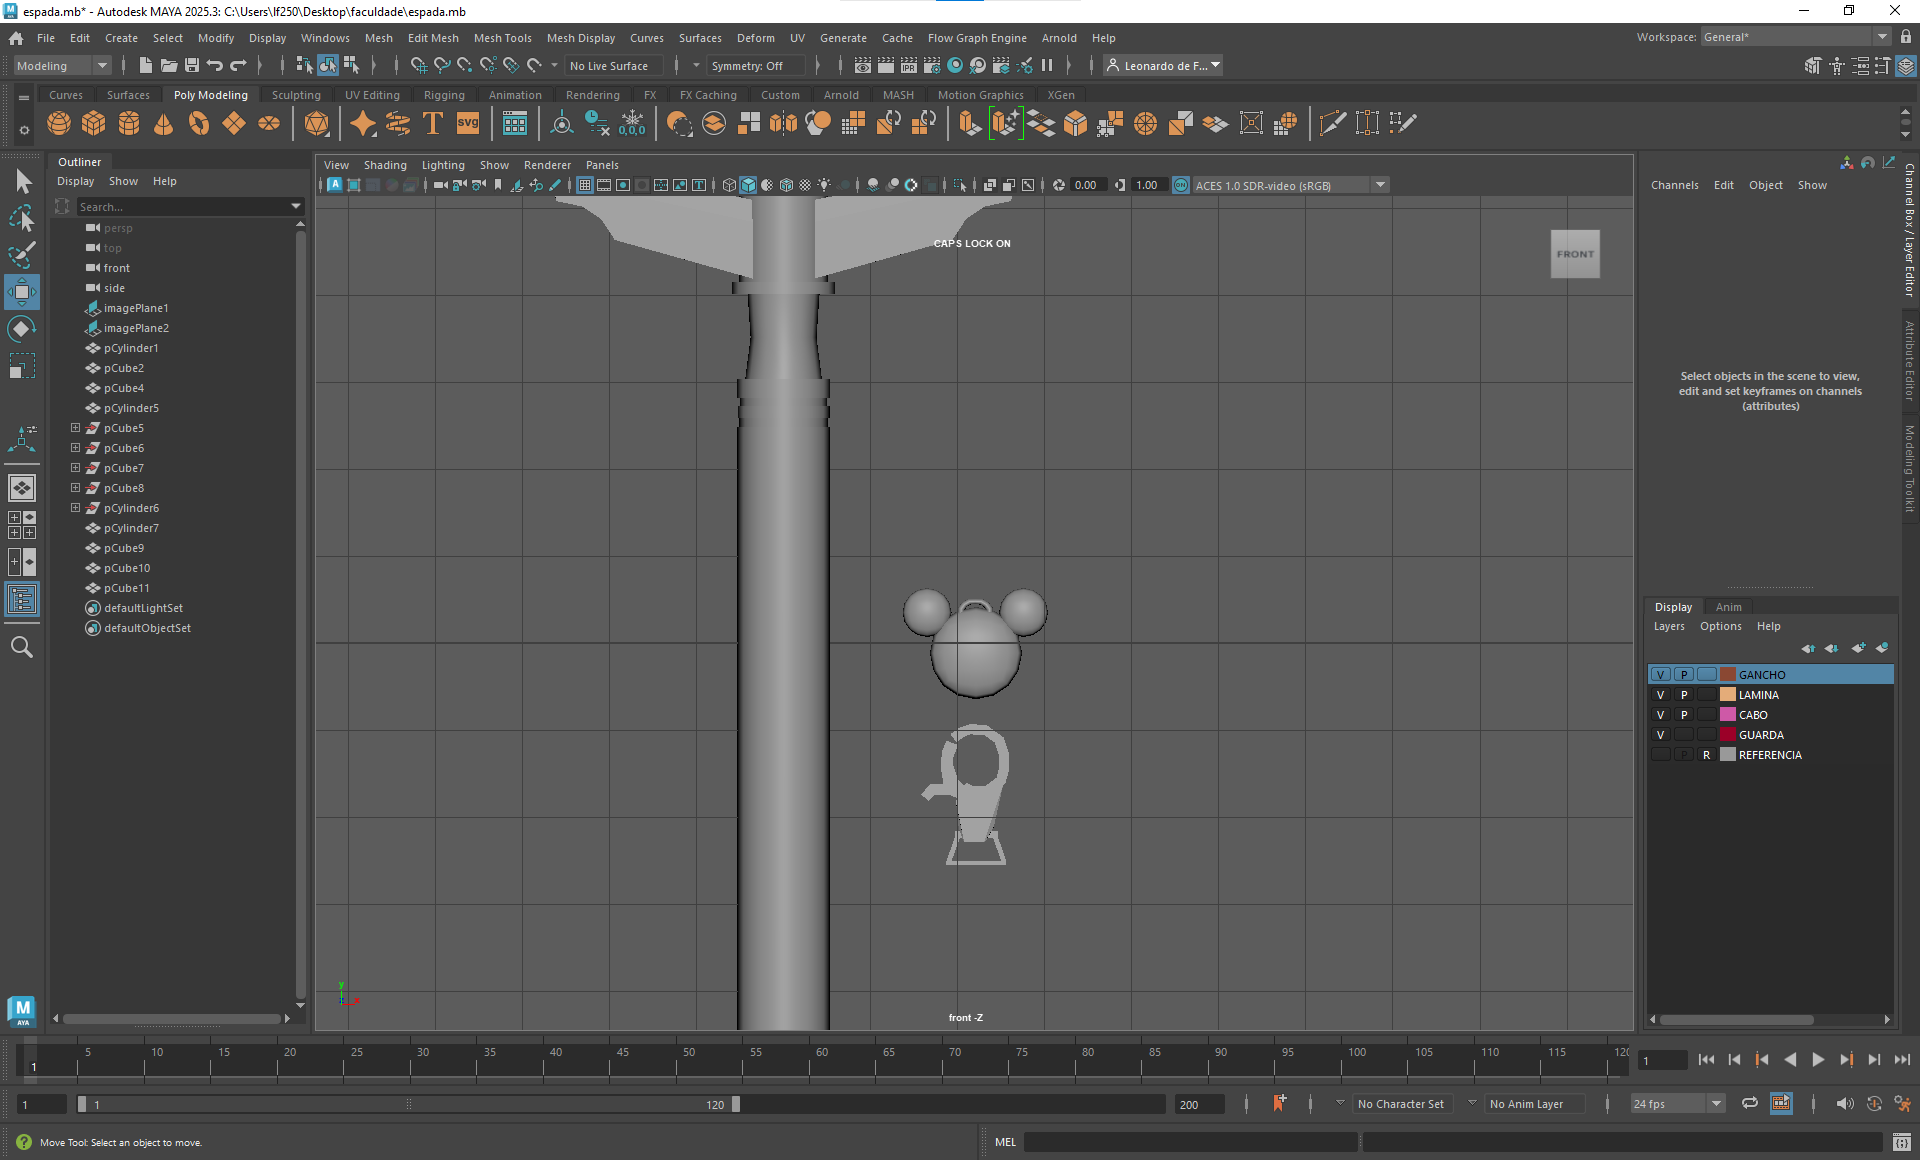 espada.mb* - Autodesk MAYA 2025.3: C:\Users\lf250\Desktop\faculdade\espada.mb
File Edit Create Select Modify Display Windows Mesh Edit Mesh Mesh Tools Mesh Display Curves Surfaces Deform UV Generate Cache Flow Graph Engine Arnold Help
Workspace: General*
Modeling No Live Surface Symmetry: Off IPR Leonardo de F...
Curves Surfaces Poly Modeling Sculpting UV Editing Rigging Animation Rendering FX FX Caching Custom Arnold MASH Motion Graphics XGen
T SVG 0,0,0
Outliner
Display Show Help
Search...
persp
top
front
side
imagePlane1
imagePlane2
pCylinder1
pCube2
pCube4
pCylinder5
pCube5
pCube6
pCube7
pCube8
pCylinder6
pCylinder7
pCube9
pCube10
pCube11
defaultLightSet
defaultObjectSet
View Shading Lighting Show Renderer Panels
0.00 1.00 ACES 1.0 SDR-video (sRGB)
CAPS LOCK ON
FRONT
y
front -Z
Channels Edit Object Show
Select objects in the scene to view,
edit and set keyframes on channels
(attributes)
Channel Box / Layer Editor
Attribute Editor
Modeling Toolkit
Display Anim
Layers Options Help
V P GANCHO
V P LAMINA
V P CABO
V GUARDA
P R REFERENCIA
M
AYA
1 5 10 15 20 25 30 35 40 45 50 55 60 65 70 75 80 85 90 95 100 105 110 115 120
1
1 1 120 200 No Character Set No Anim Layer 24 fps
Move Tool: Select an object to move.
MEL